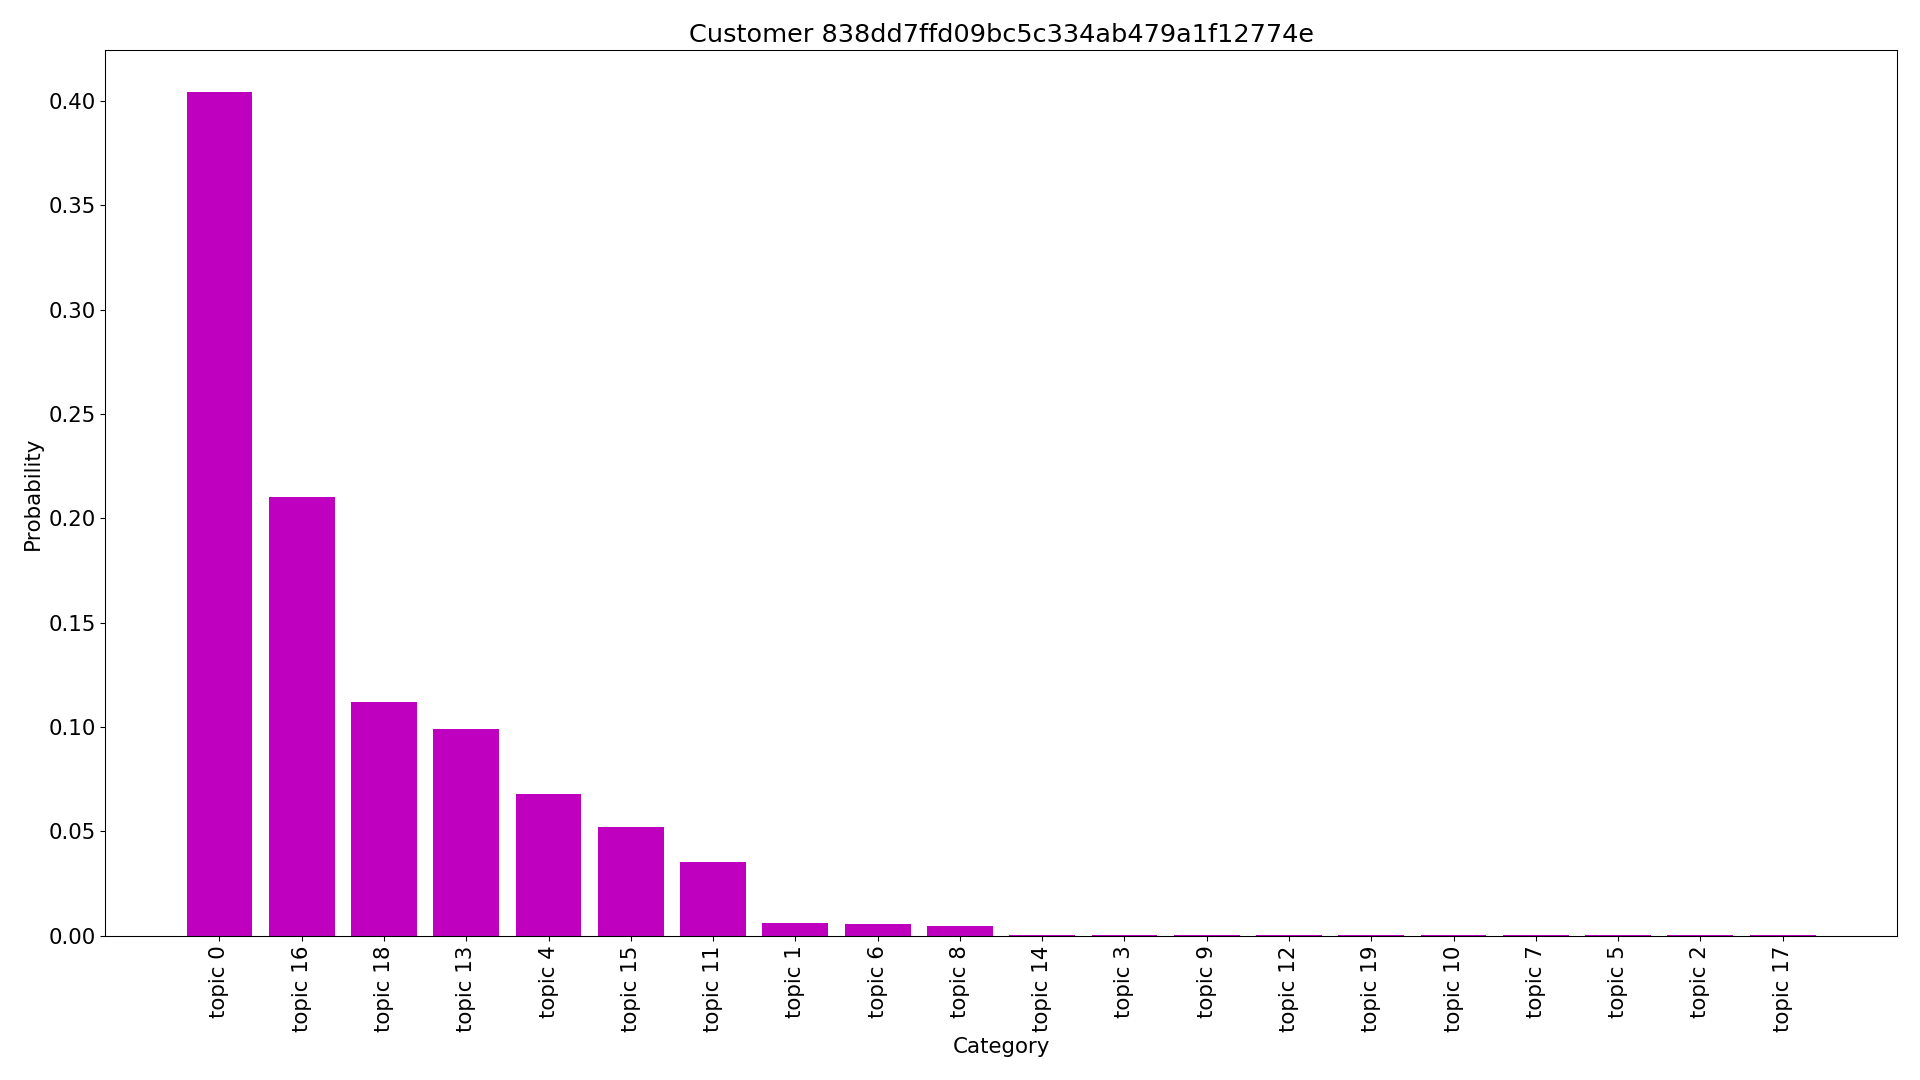 Customer 838dd7ffd09bc5c334ab479a1f12774e
Probability
0.40
0.35
0.30
0.25
0.20
0.15
0.10
0.05
0.00
topic 0
topic 16
topic 18
topic 13
topic 4
topic 15
topic 11
topic 1
topic 6
topic 8
topic 14
topic 3
topic 9
topic 12
topic 19
topic 10
topic 7
topic 5
topic 2
topic 17
Category